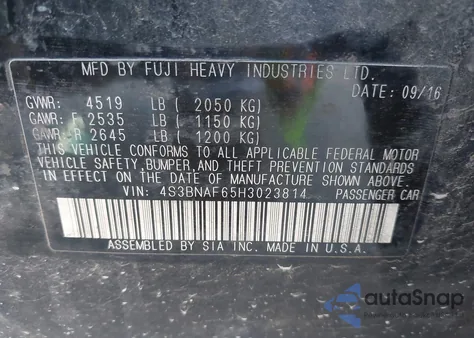 MFD BY FUJI HEAVY INDUSTRIES LTD.
DATE: 09/16
GVWR: 4519 LB ( 2050 KG)
GAWR: F 2535 LB ( 1150 KG)
GAWR: R 2645 LB ( 1200 KG)
THIS VEHICLE CONFORMS TO ALL APPLICABLE FEDERAL MOTOR
VEHICLE SAFETY, BUMPER, AND THEFT PREVENTION STANDARDS
IN EFFECT ON THE DATE OF MANUFACTURE SHOWN ABOVE.
VIN: 4S3BNAF65H3023814 PASSENGER CAR
ASSEMBLED BY SIA INC. MADE IN U.S.A.
autoSnap